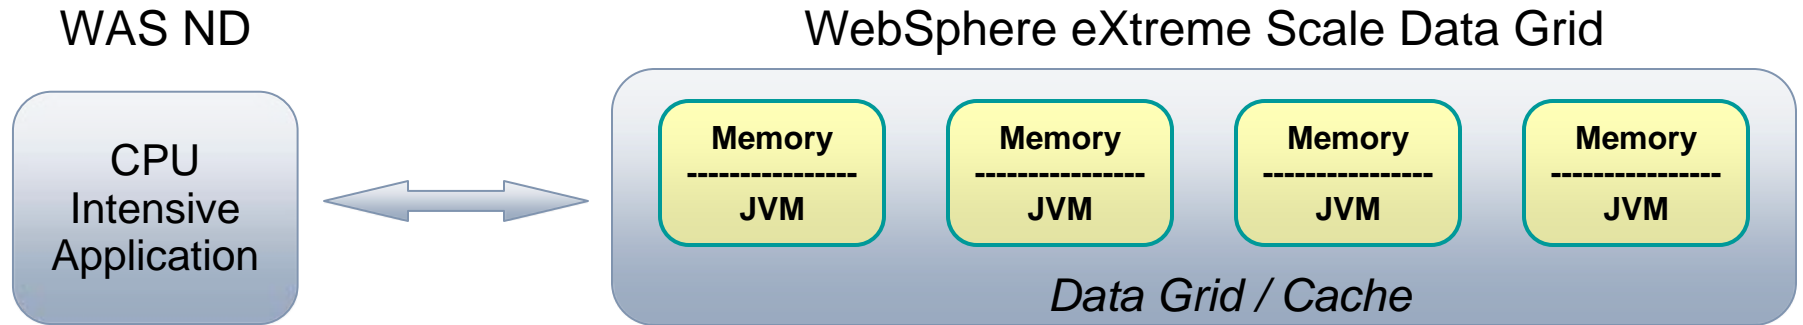 WAS ND
WebSphere eXtreme Scale Data Grid
CPU
Intensive
Application
Memory
----------------
JVM
Memory
----------------
JVM
Memory
----------------
JVM
Memory
----------------
JVM
Data Grid / Cache